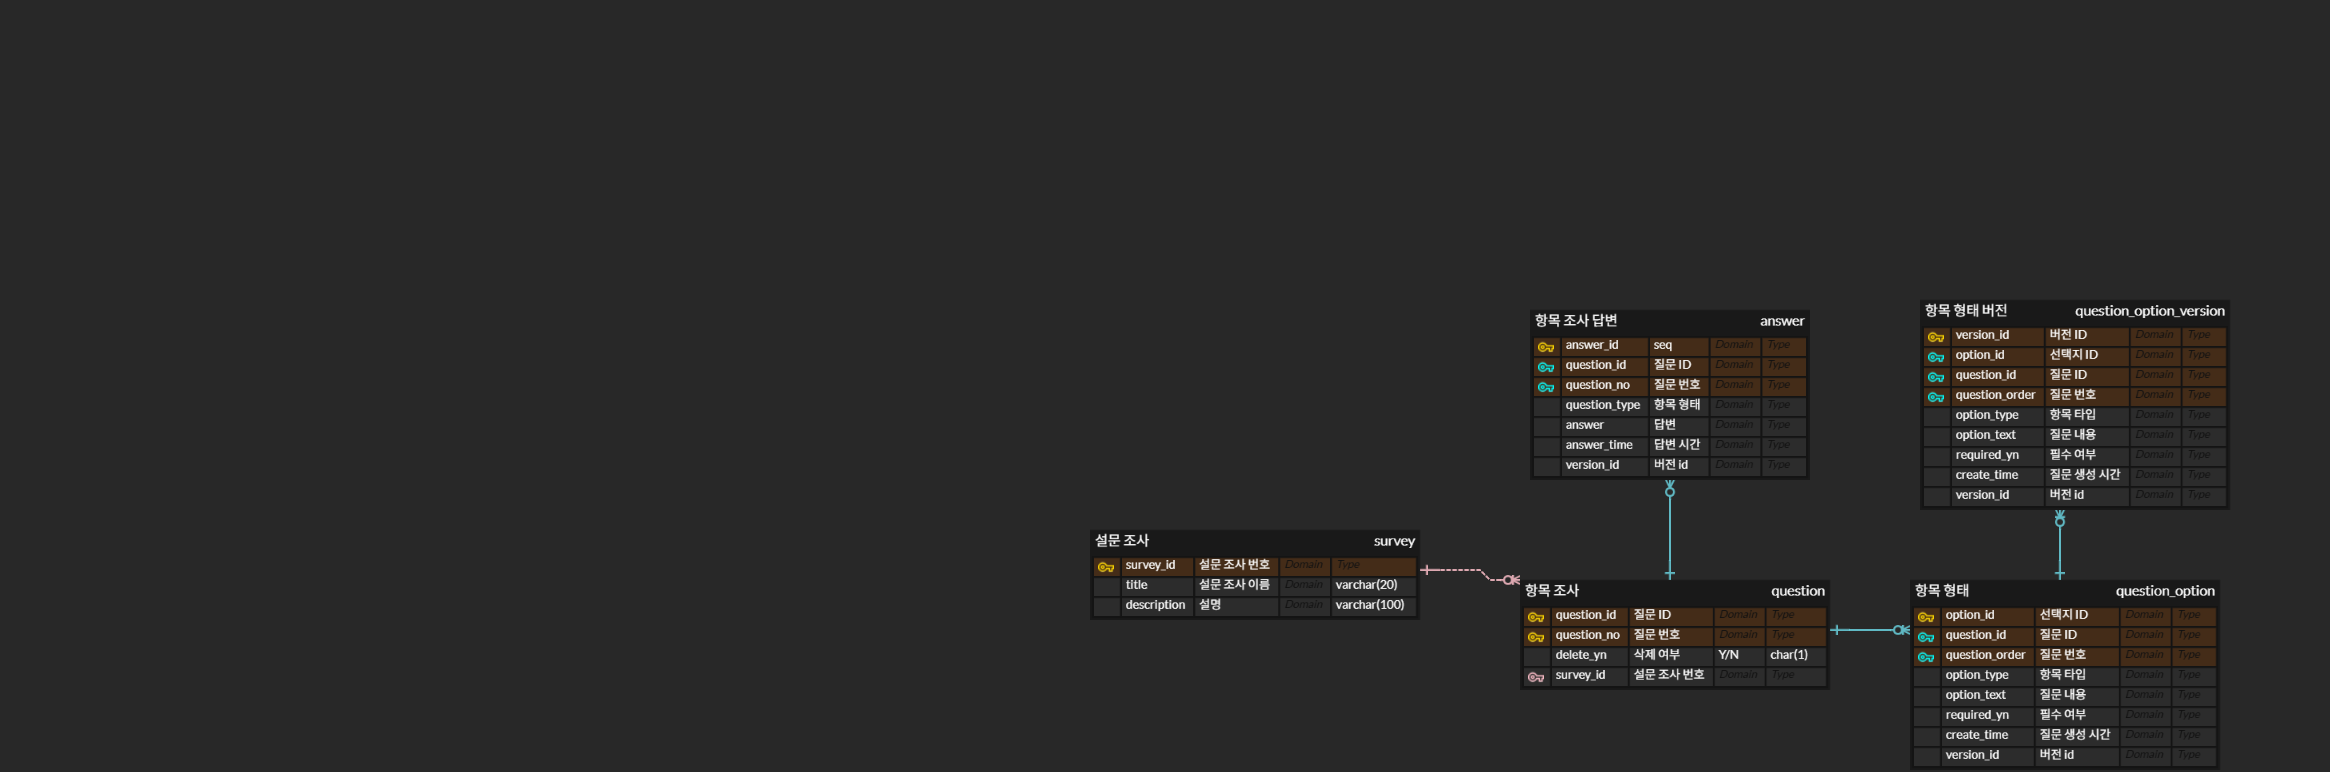 항목 형태 버전 question_option_version
version_id 버전 ID Domain Type
option_id 선택지 ID Domain Type
question_id 질문 ID Domain Type
question_order 질문 번호 Domain Type
option_type 항목 타입 Domain Type
option_text 질문 내용 Domain Type
required_yn 필수 여부 Domain Type
create_time 질문 생성 시간 Domain Type
version_id 버전 id Domain Type
항목 조사 답변 answer
answer_id seq Domain Type
question_id 질문 ID Domain Type
question_no 질문 번호 Domain Type
question_type 항목 형태 Domain Type
answer 답변 Domain Type
answer_time 답변 시간 Domain Type
version_id 버전 id Domain Type
설문 조사 survey
survey_id 설문 조사 번호 Domain Type
title 설문 조사 이름 Domain varchar(20)
description 설명 Domain varchar(100)
항목 조사 question
question_id 질문 ID Domain Type
question_no 질문 번호 Domain Type
delete_yn 삭제 여부 Y/N char(1)
survey_id 설문 조사 번호 Domain Type
항목 형태 question_option
option_id 선택지 ID Domain Type
question_id 질문 ID Domain Type
question_order 질문 번호 Domain Type
option_type 항목 타입 Domain Type
option_text 질문 내용 Domain Type
required_yn 필수 여부 Domain Type
create_time 질문 생성 시간 Domain Type
version_id 버전 id Domain Type